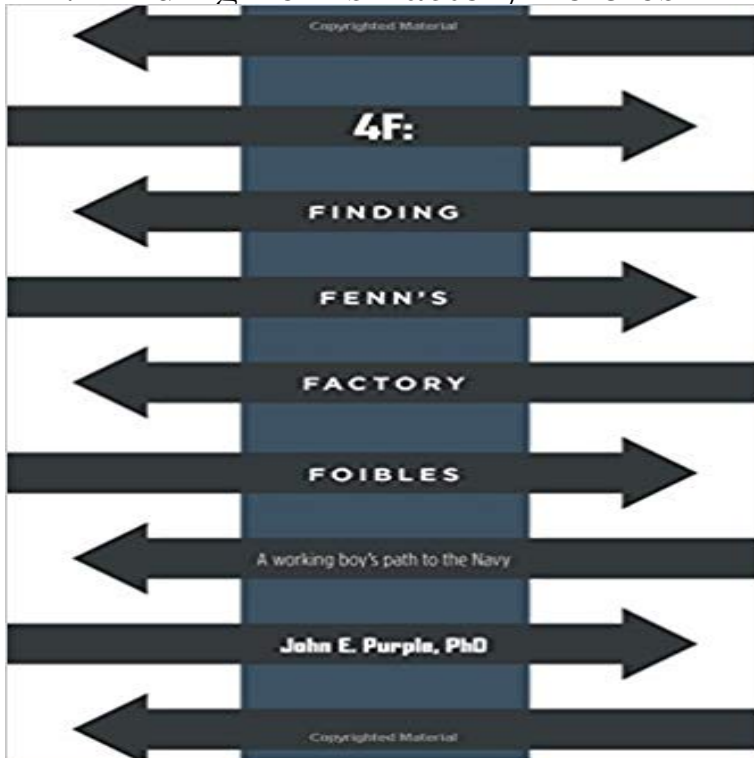 Copyrighted Material
4F:
FINDING
FENN'S
FACTORY
FOIBLES
A working boy's path to the Navy
John E. Purple, PhD
Copyrighted Material